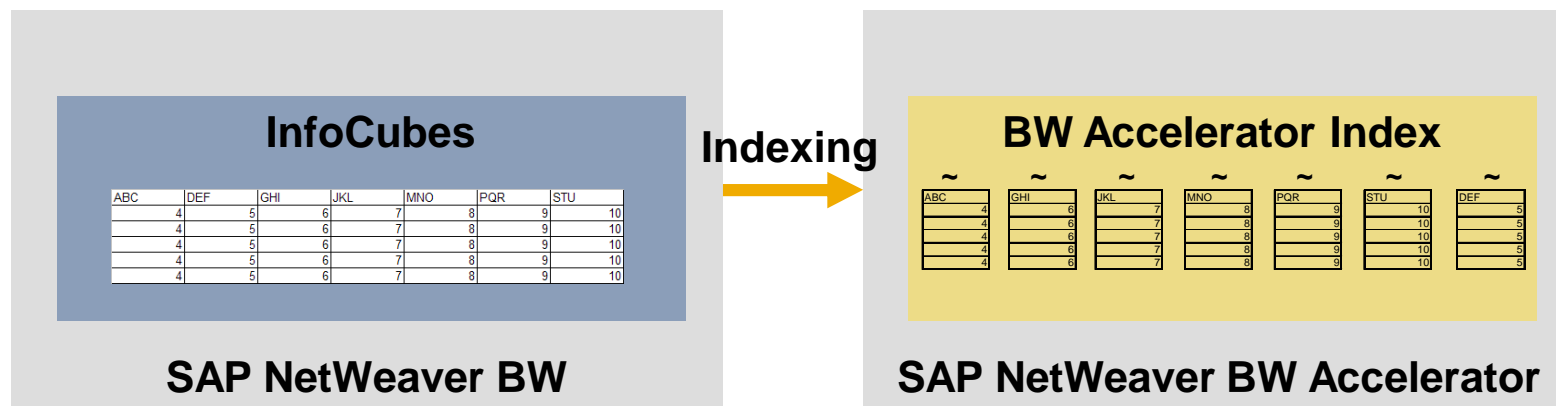 InfoCubes
ABC DEF GHI JKL MNO PQR STU
4 5 6 7 8 9 10
4 5 6 7 8 9 10
4 5 6 7 8 9 10
4 5 6 7 8 9 10
4 5 6 7 8 9 10
SAP NetWeaver BW
Indexing
BW Accelerator Index
~ ~ ~ ~ ~ ~ ~
ABC GHI JKL MNO PQR STU DEF
4 6 7 8 9 10 5
4 6 7 8 9 10 5
4 6 7 8 9 10 5
4 6 7 8 9 10 5
4 6 7 8 9 10 5
SAP NetWeaver BW Accelerator